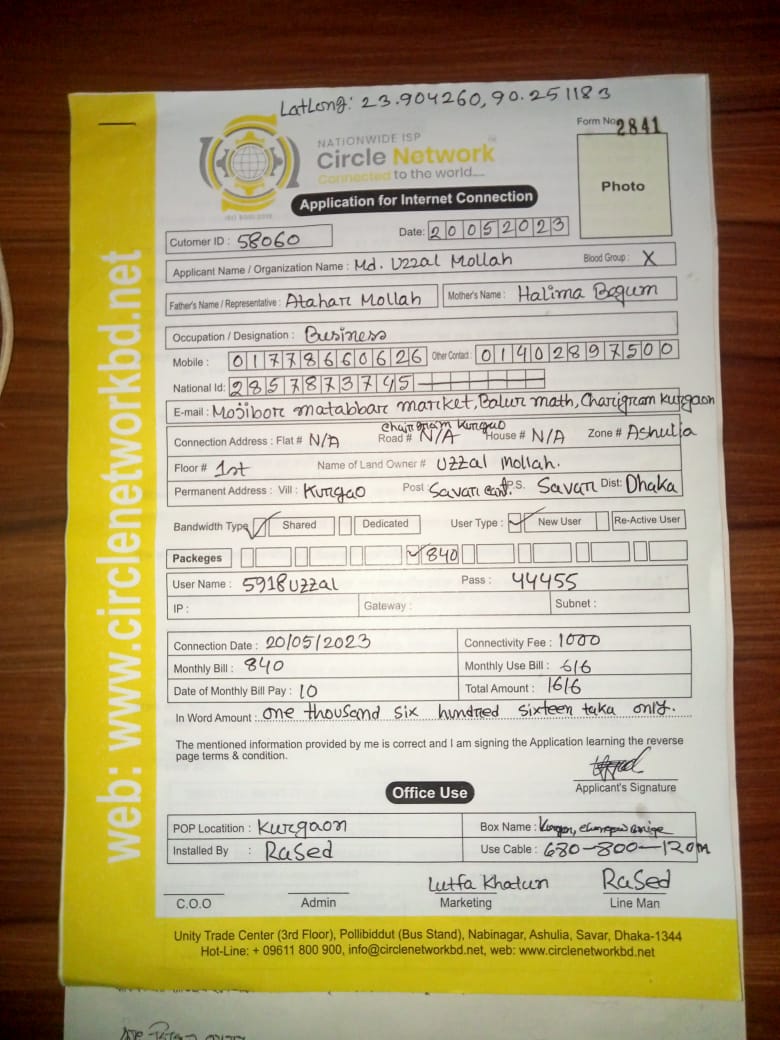 LatLong: 23.904260, 90.251183
Form No 2841
NATIONWIDE ISP
Circle Network
Connected to the world.....
ISO 9001:2015
Photo
Application for Internet Connection
Cutomer ID : 58060 Date: 20052023
Applicant Name / Organization Name : Md. Uzzal Mollah Blood Group : X
Father's Name / Representative : Atahar Mollah Mother's Name : Halima Begum
Occupation / Designation : Business
Mobile : 01778660626 Other Contact : 01402897500
National Id: 2857873745
E-mail : Mojibor matabbar market, Balur math, Charigram Kurgaon
Connection Address : Flat # N/A Road # N/A House # N/A Zone # Ashulia
Floor # 1st Name of Land Owner # Uzzal Mollah.
Permanent Address : Vill : Kurgao Post : Savar cant. P.S. Savar Dist: Dhaka
Bandwidth Type ✓ Shared Dedicated User Type : ✓ New User Re-Active User
Packeges ✓ 840
User Name : 5918uzzal Pass : 44455
IP : Gateway : Subnet :
Connection Date : 20/05/2023 Connectivity Fee : 1000
Monthly Bill : 840 Monthly Use Bill : 616
Date of Monthly Bill Pay : 10 Total Amount : 1616
In Word Amount : one thousand six hundred sixteen taka only.
The mentioned information provided by me is correct and I am signing the Application learning the reverse
page terms & condition.
Applicant's Signature
Office Use
POP Locatition : Kurgaon Box Name :
Installed By : Rased Use Cable : 680-800-120m
Lutfa Khatun Rased
C.O.O Admin Marketing Line Man
Unity Trade Center (3rd Floor), Pollibiddut (Bus Stand), Nabinagar, Ashulia, Savar, Dhaka-1344
Hot-Line: + 09611 800 900, info@circlenetworkbd.net, web: www.circlenetworkbd.net
web: www.circlenetworkbd.net